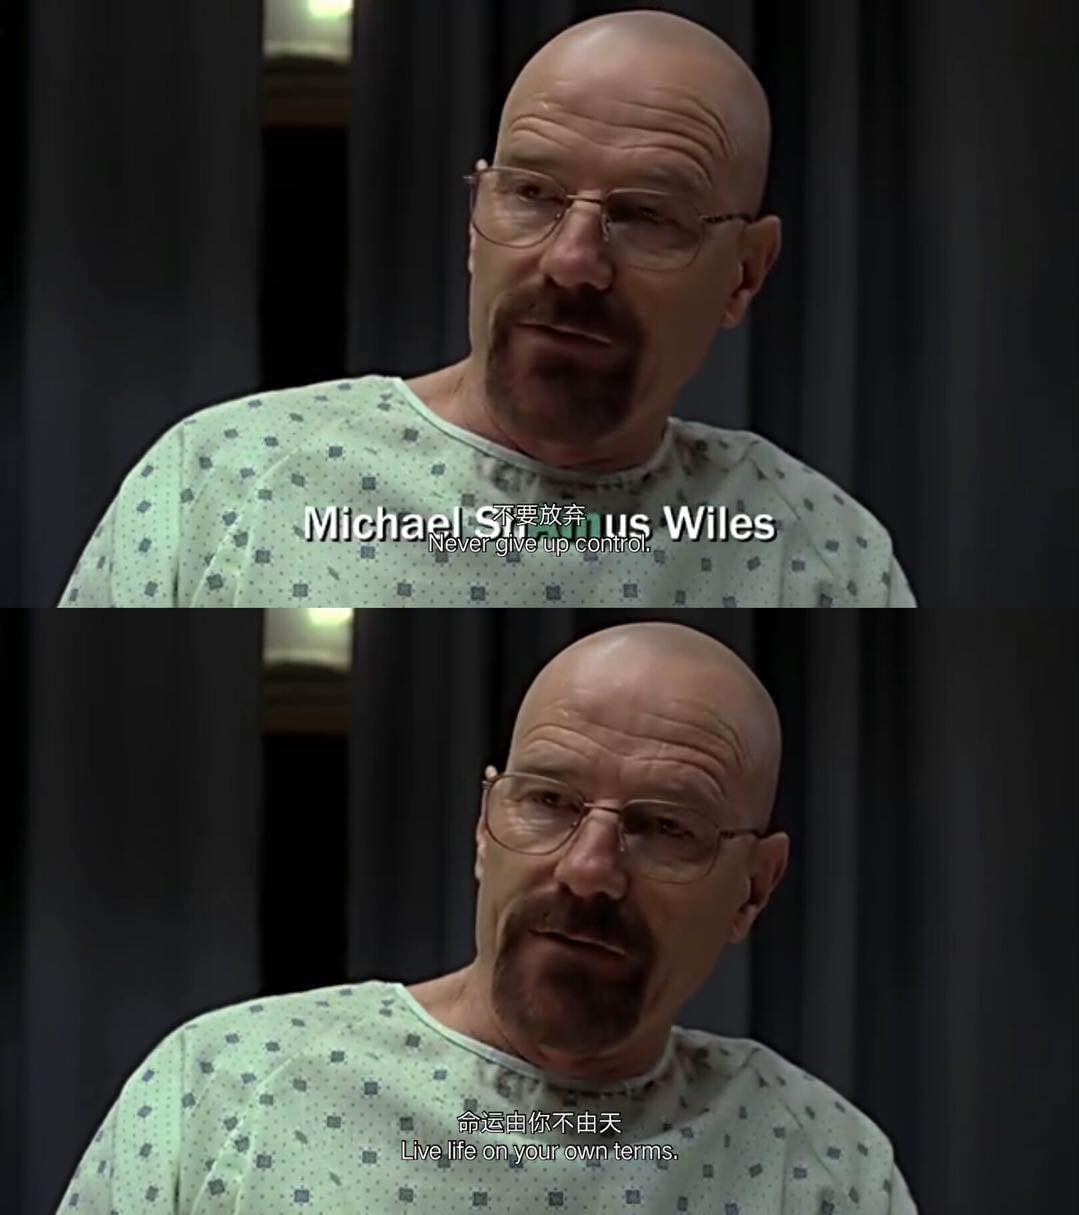 不要放弃
Michael S us Wiles
Never give up control.
命运由你不由天
Live life on your own terms.